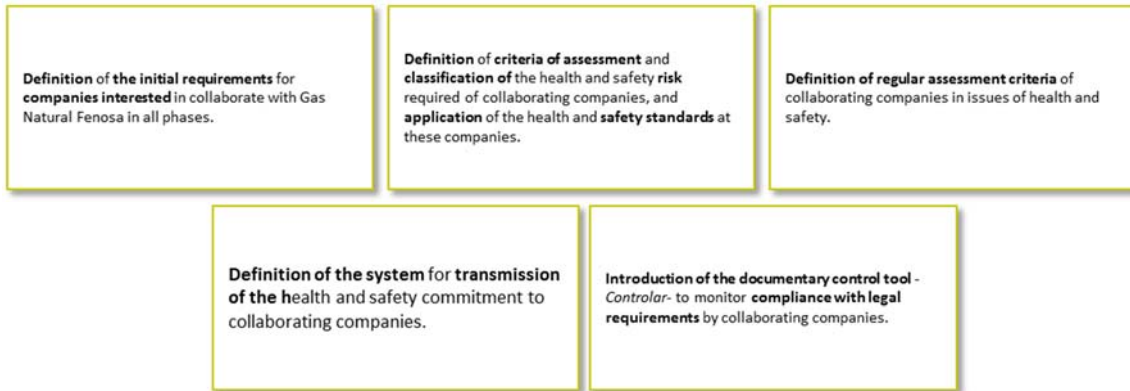 Definition of the initial requirements for
companies interested in collaborate with Gas
Natural Fenosa in all phases.
Definition of criteria of assessment and
classification of the health and safety risk
required of collaborating companies, and
application of the health and safety standards at
these companies.
Definition of regular assessment criteria of
collaborating companies in issues of health and
safety.
Definition of the system for transmission
of the health and safety commitment to
collaborating companies.
Introduction of the documentary control tool -
Controlar- to monitor compliance with legal
requirements by collaborating companies.